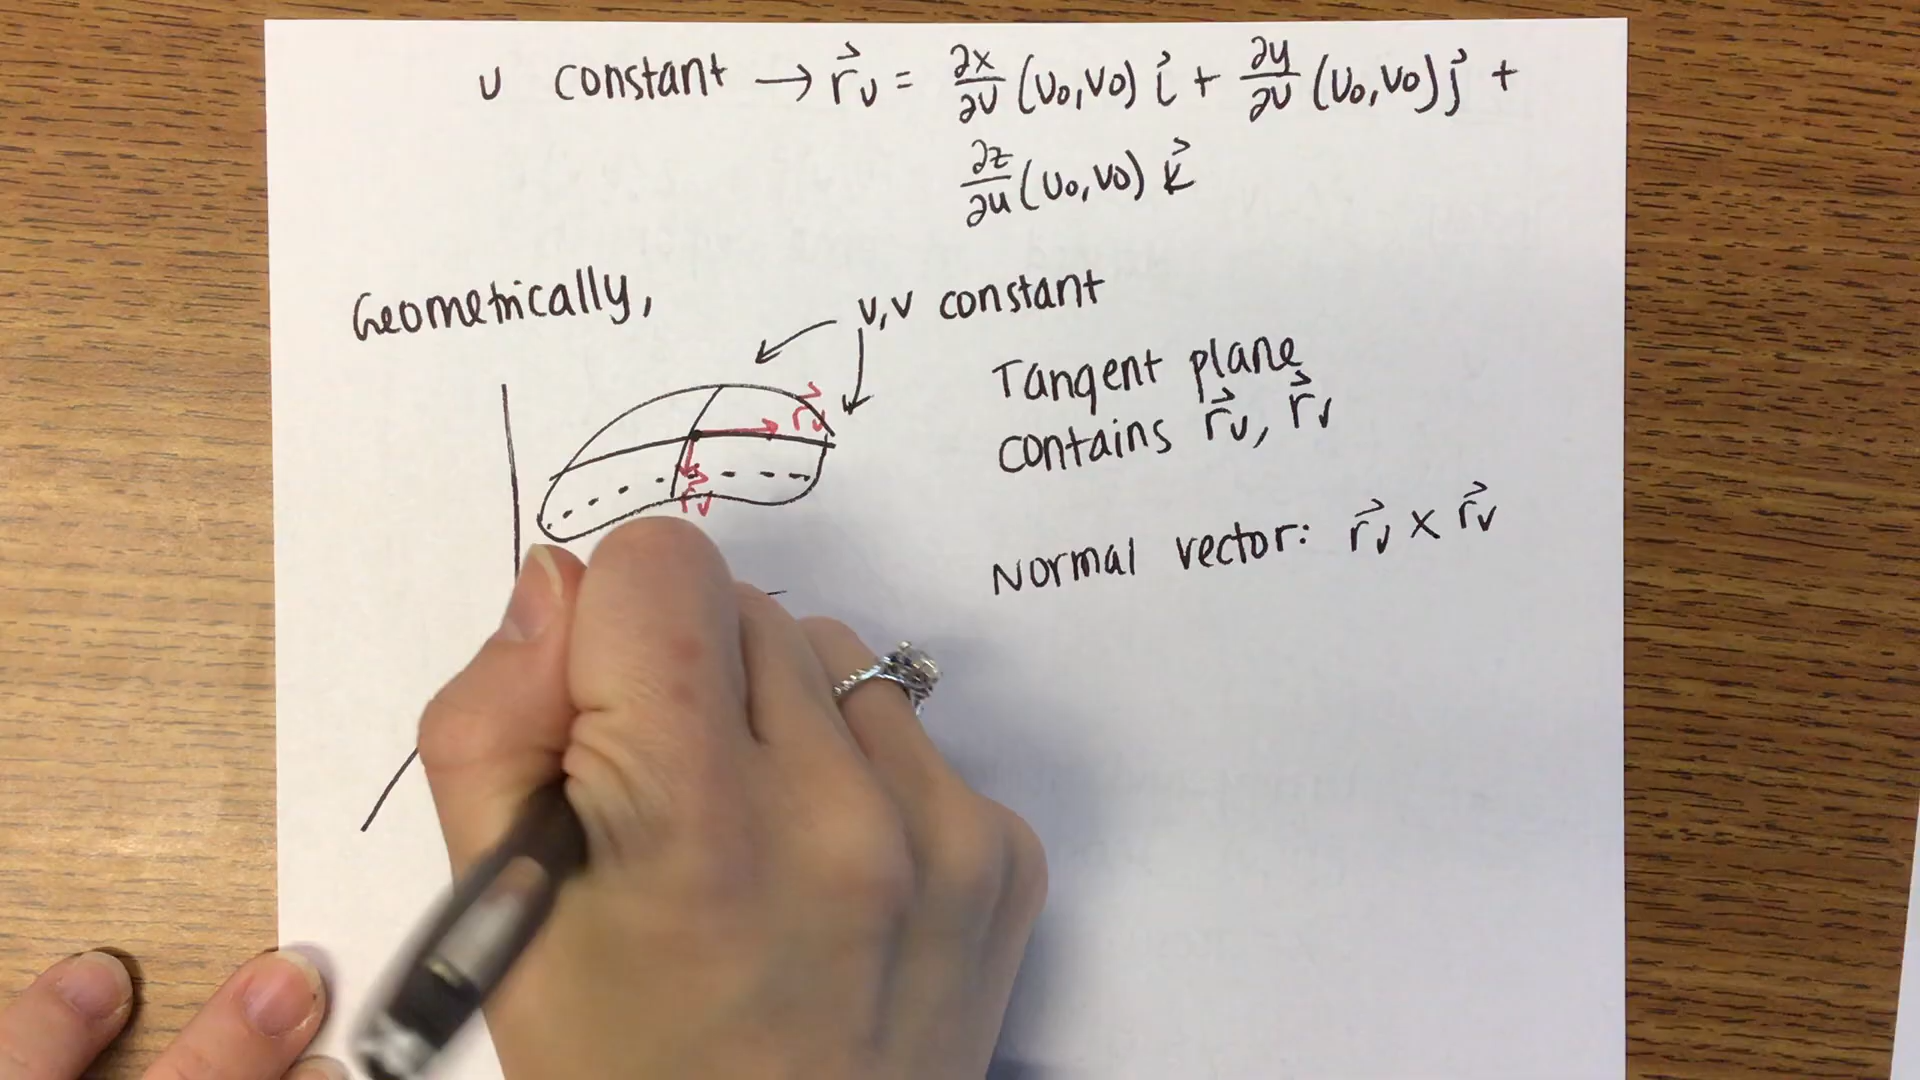 u constant → r⃗v = ∂x/∂v (u₀,v₀) i⃗ + ∂y/∂v (u₀,v₀) j⃗ +
∂z/∂u (u₀,v₀) k⃗
Geometrically,
u,v constant
r⃗u
r⃗v
Tangent plane
contains r⃗u, r⃗v
Normal vector: r⃗u × r⃗v